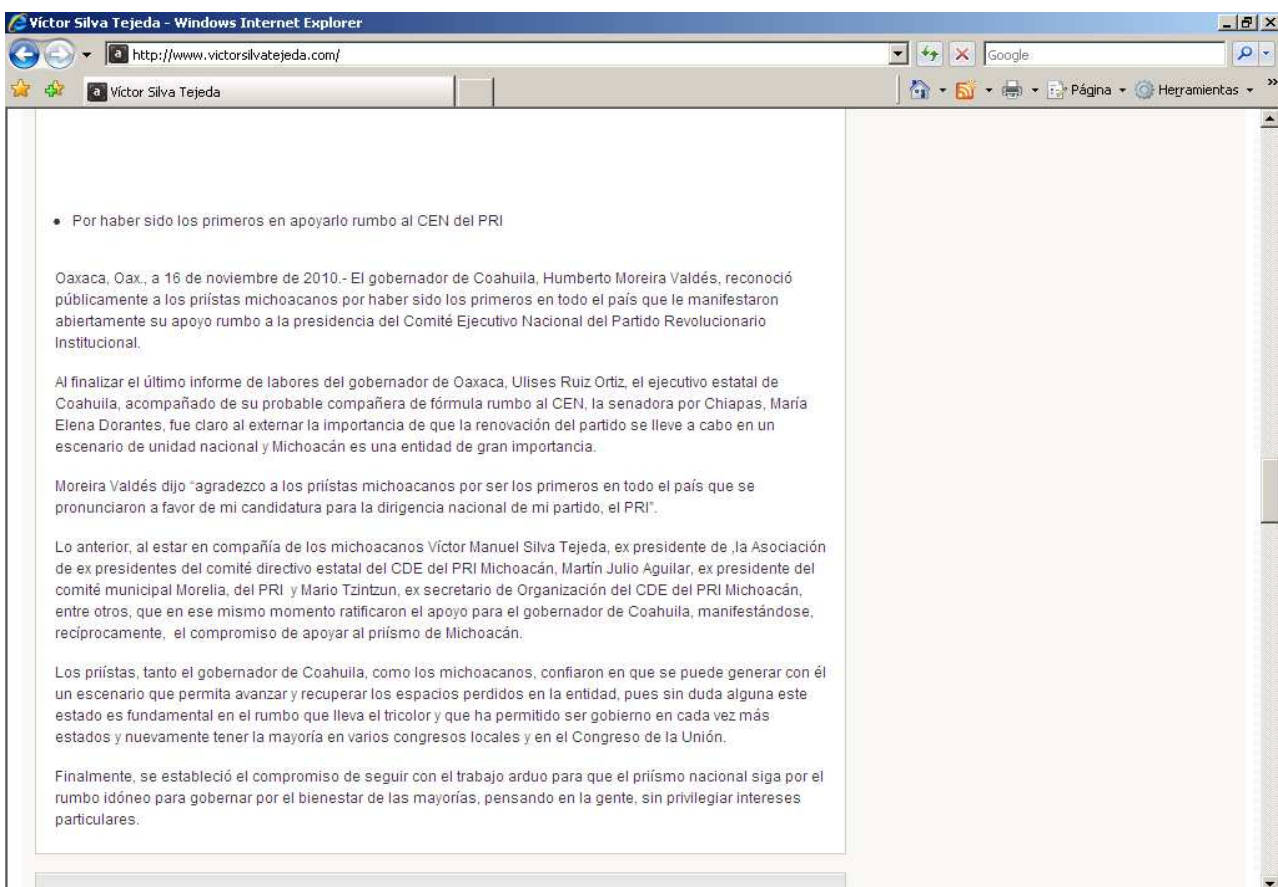 Víctor Silva Tejeda - Windows Internet Explorer
http://www.victorsilvatejeda.com/
Google
Víctor Silva Tejeda
Página
Herramientas
»
• Por haber sido los primeros en apoyarlo rumbo al CEN del PRI
Oaxaca, Oax., a 16 de noviembre de 2010.- El gobernador de Coahuila, Humberto Moreira Valdés, reconoció
públicamente a los priístas michoacanos por haber sido los primeros en todo el país que le manifestaron
abiertamente su apoyo rumbo a la presidencia del Comité Ejecutivo Nacional del Partido Revolucionario
Institucional.
Al finalizar el último informe de labores del gobernador de Oaxaca, Ulises Ruiz Ortiz, el ejecutivo estatal de
Coahuila, acompañado de su probable compañera de fórmula rumbo al CEN, la senadora por Chiapas, María
Elena Dorantes, fue claro al externar la importancia de que la renovación del partido se lleve a cabo en un
escenario de unidad nacional y Michoacán es una entidad de gran importancia.
Moreira Valdés dijo "agradezco a los priístas michoacanos por ser los primeros en todo el país que se
pronunciaron a favor de mi candidatura para la dirigencia nacional de mi partido, el PRI".
Lo anterior, al estar en compañía de los michoacanos Víctor Manuel Silva Tejeda, ex presidente de ,la Asociación
de ex presidentes del comité directivo estatal del CDE del PRI Michoacán, Martín Julio Aguilar, ex presidente del
comité municipal Morelia, del PRI y Mario Tzintzun, ex secretario de Organización del CDE del PRI Michoacán,
entre otros, que en ese mismo momento ratificaron el apoyo para el gobernador de Coahuila, manifestándose,
recíprocamente, el compromiso de apoyar al priísmo de Michoacán.
Los priístas, tanto el gobernador de Coahuila, como los michoacanos, confiaron en que se puede generar con él
un escenario que permita avanzar y recuperar los espacios perdidos en la entidad, pues sin duda alguna este
estado es fundamental en el rumbo que lleva el tricolor y que ha permitido ser gobierno en cada vez más
estados y nuevamente tener la mayoría en varios congresos locales y en el Congreso de la Unión.
Finalmente, se estableció el compromiso de seguir con el trabajo arduo para que el priísmo nacional siga por el
rumbo idóneo para gobernar por el bienestar de las mayorías, pensando en la gente, sin privilegiar intereses
particulares.